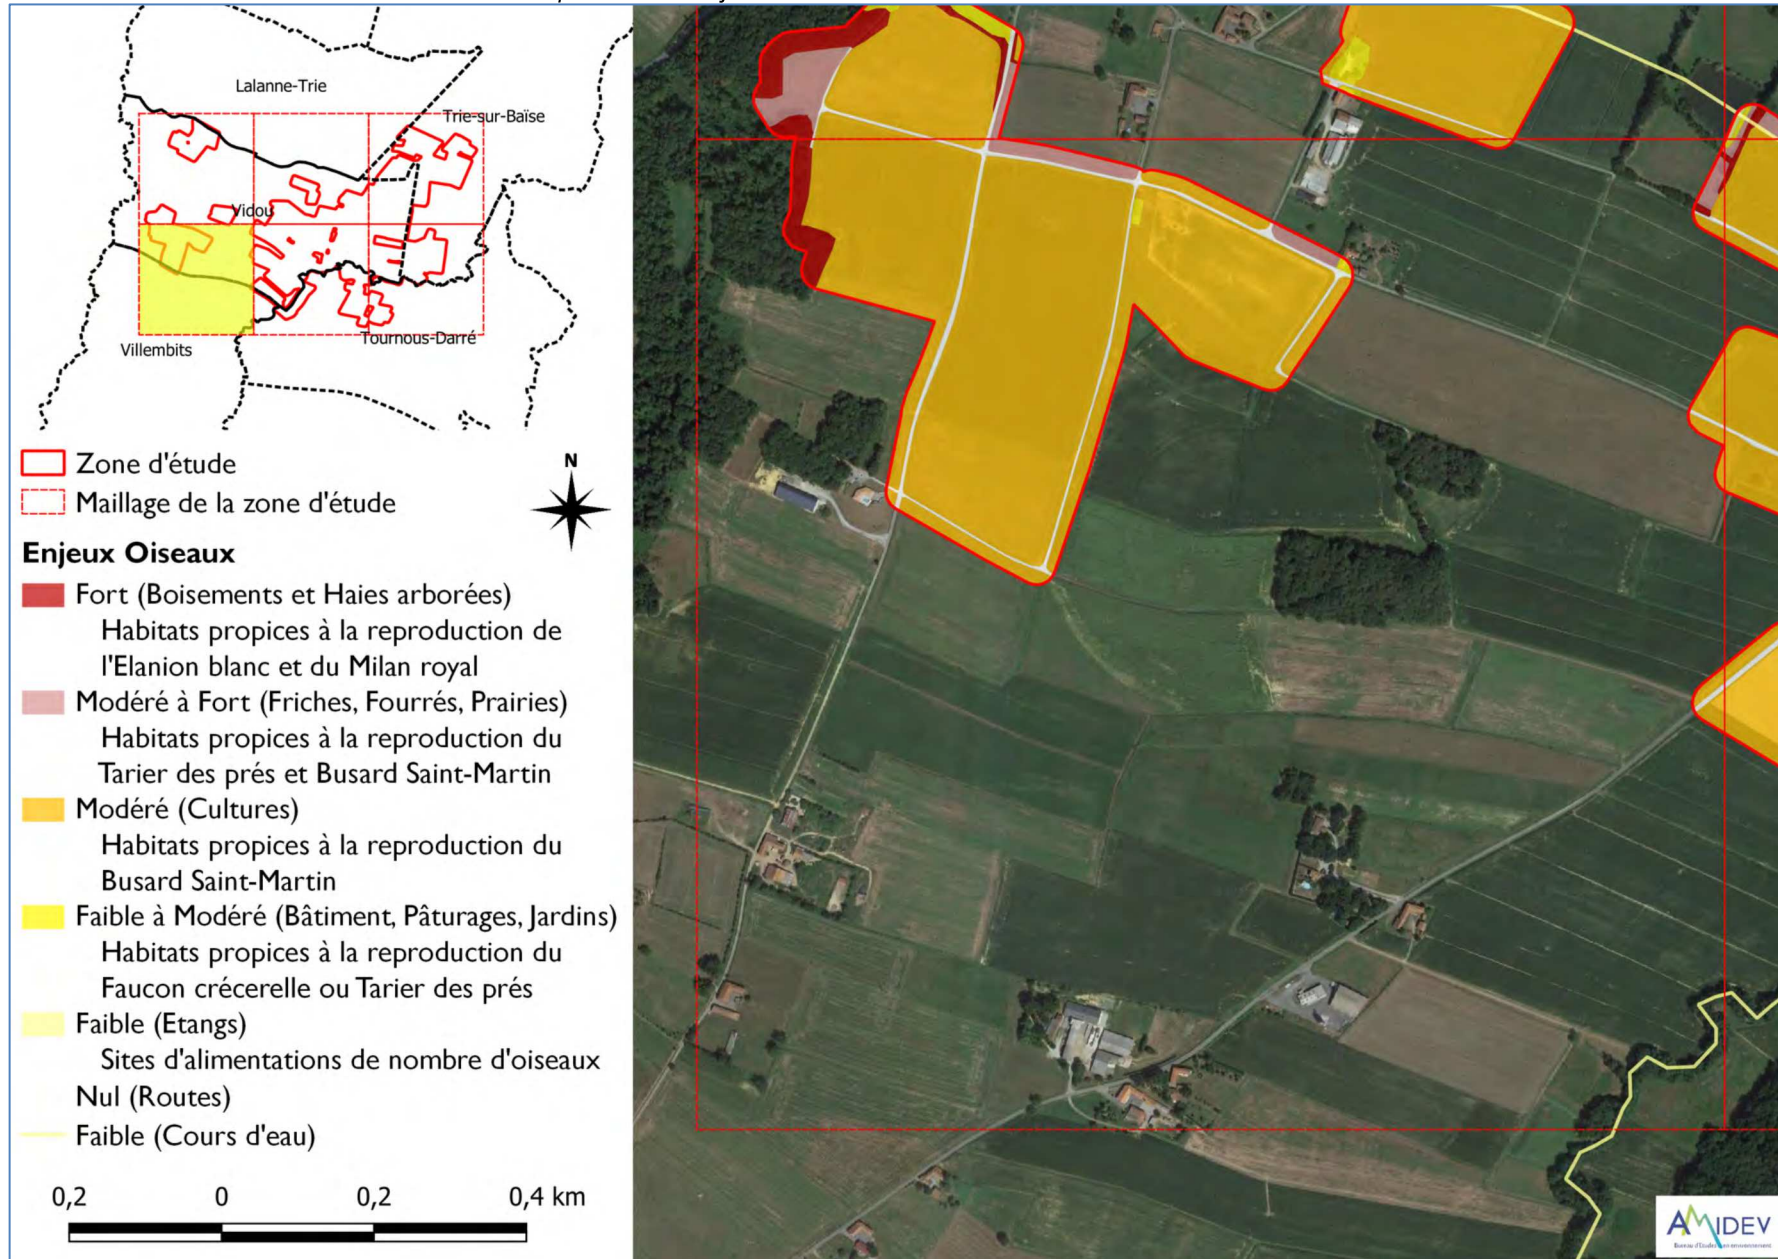 Lalanne-Trie
Trie-sur-Baïse
Vidou
Villembits
Tournous-Darré
Zone d'étude
Maillage de la zone d'étude
N
Enjeux Oiseaux
Fort (Boisements et Haies arborées)
Habitats propices à la reproduction de
l'Elanion blanc et du Milan royal
Modéré à Fort (Friches, Fourrés, Prairies)
Habitats propices à la reproduction du
Tarier des prés et Busard Saint-Martin
Modéré (Cultures)
Habitats propices à la reproduction du
Busard Saint-Martin
Faible à Modéré (Bâtiment, Pâturages, Jardins)
Habitats propices à la reproduction du
Faucon crécerelle ou Tarier des prés
Faible (Etangs)
Sites d'alimentations de nombre d'oiseaux
Nul (Routes)
Faible (Cours d'eau)
0,2 0 0,2 0,4 km
AMIDEV
Bureau d'Etudes en environnement